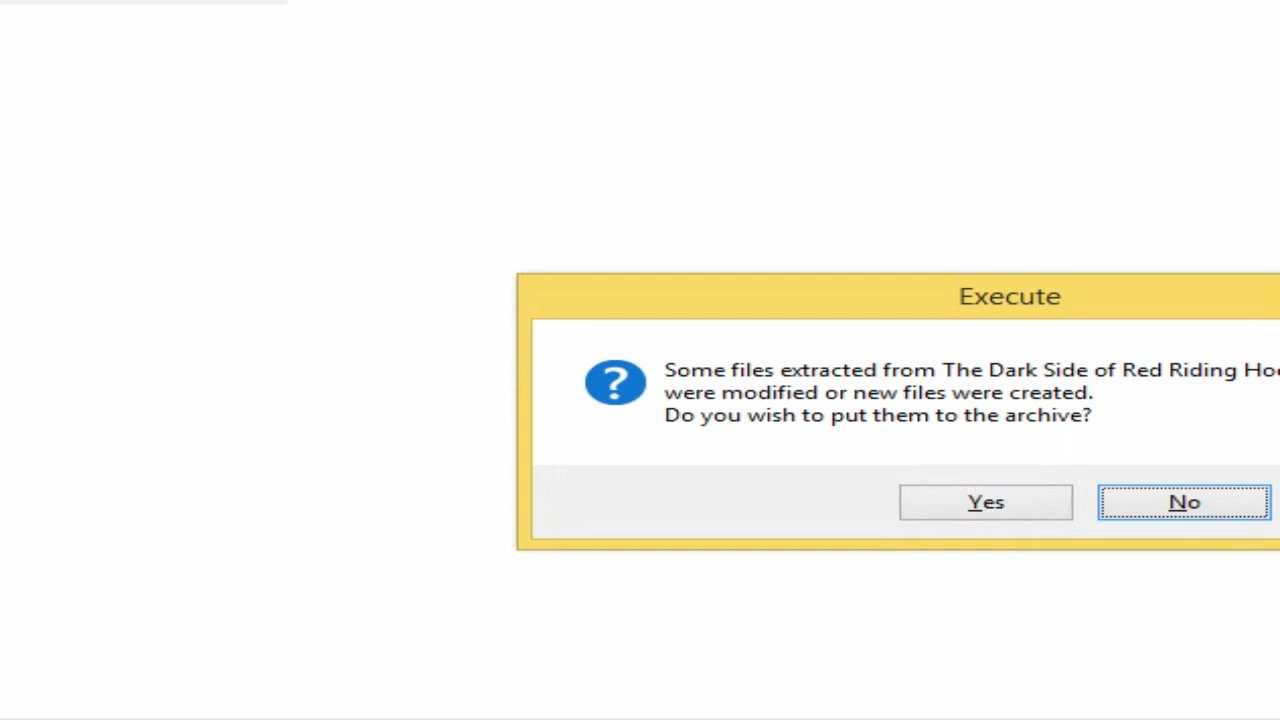 Execute
Some files extracted from The Dark Side of Red Riding
were modified or new files were created.
Do you wish to put them to the archive?
Yes
No